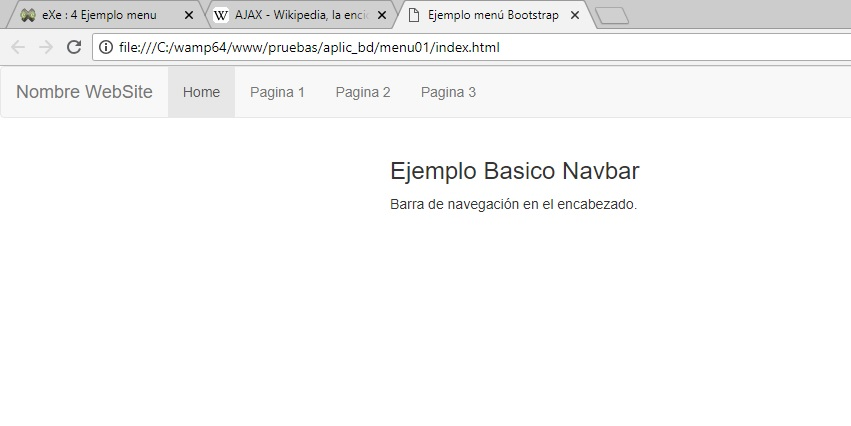 eXe : 4 Ejemplo menu
W AJAX - Wikipedia, la enci
Ejemplo menú Bootstrap
file:///C:/wamp64/www/pruebas/aplic_bd/menu01/index.html
Nombre WebSite Home Pagina 1 Pagina 2 Pagina 3
Ejemplo Basico Navbar
Barra de navegación en el encabezado.